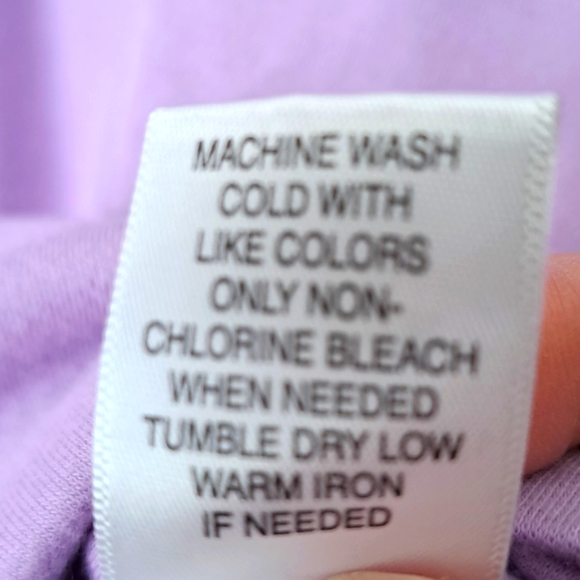 MACHINE WASH
COLD WITH
LIKE COLORS
ONLY NON-
CHLORINE BLEACH
WHEN NEEDED
TUMBLE DRY LOW
WARM IRON
IF NEEDED